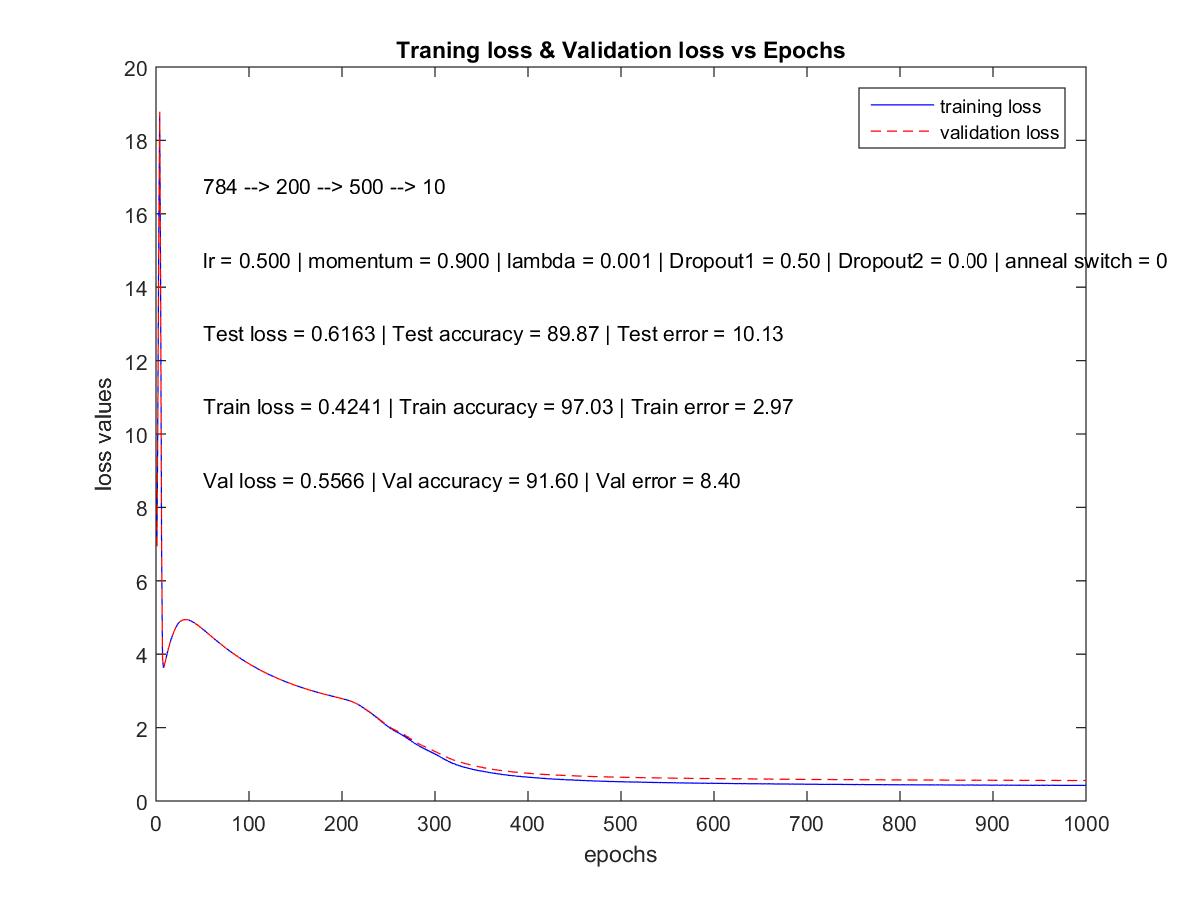 Traning loss & Validation loss vs Epochs
20
training loss
validation loss
18
784 --> 200 --> 500 --> 10
16
lr = 0.500 | momentum = 0.900 | lambda = 0.001 | Dropout1 = 0.50 | Dropout2 = 0.00 | anneal switch = 0
14
Test loss = 0.6163 | Test accuracy = 89.87 | Test error = 10.13
12
Train loss = 0.4241 | Train accuracy = 97.03 | Train error = 2.97
10
loss values
Val loss = 0.5566 | Val accuracy = 91.60 | Val error = 8.40
8
6
4
2
0
0 100 200 300 400 500 600 700 800 900 1000
epochs